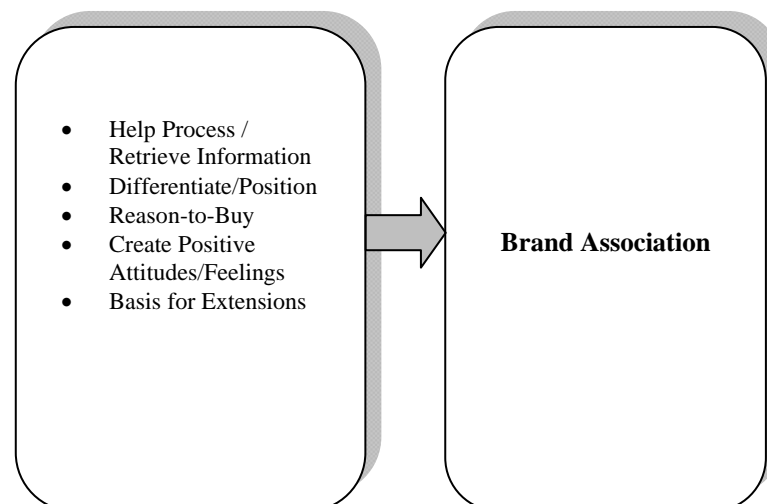 • Help Process /
Retrieve Information
• Differentiate/Position
• Reason-to-Buy
• Create Positive
Attitudes/Feelings
• Basis for Extensions
Brand Association